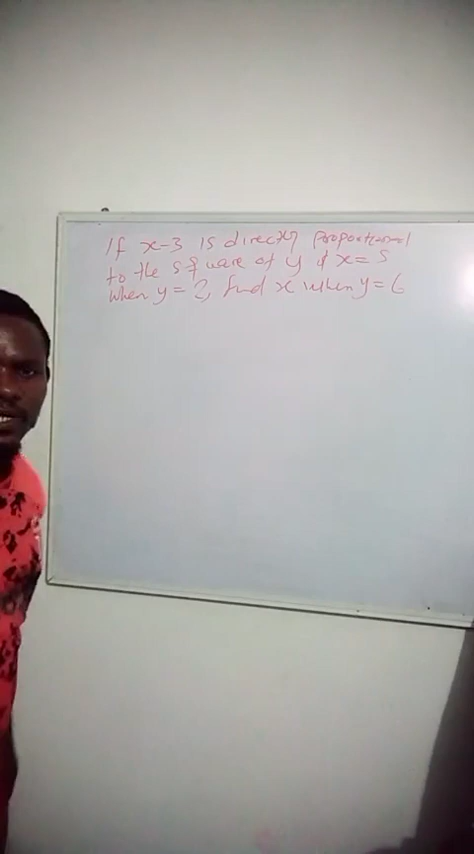 If x-3 is directly proportional
to the square of y & x = 5
when y = 2, find x when y = 6